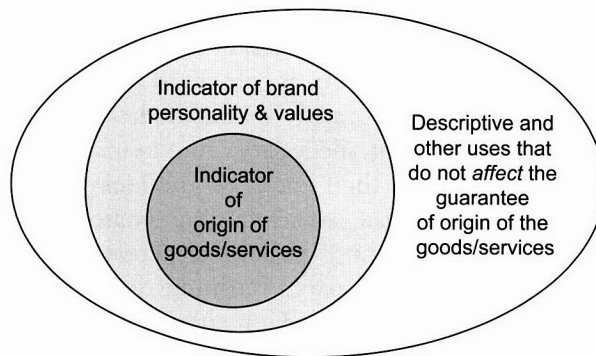 Indicator of brand
personality & values
Indicator
of
origin of
goods/services
Descriptive and
other uses that
do not affect the
guarantee
of origin of the
goods/services